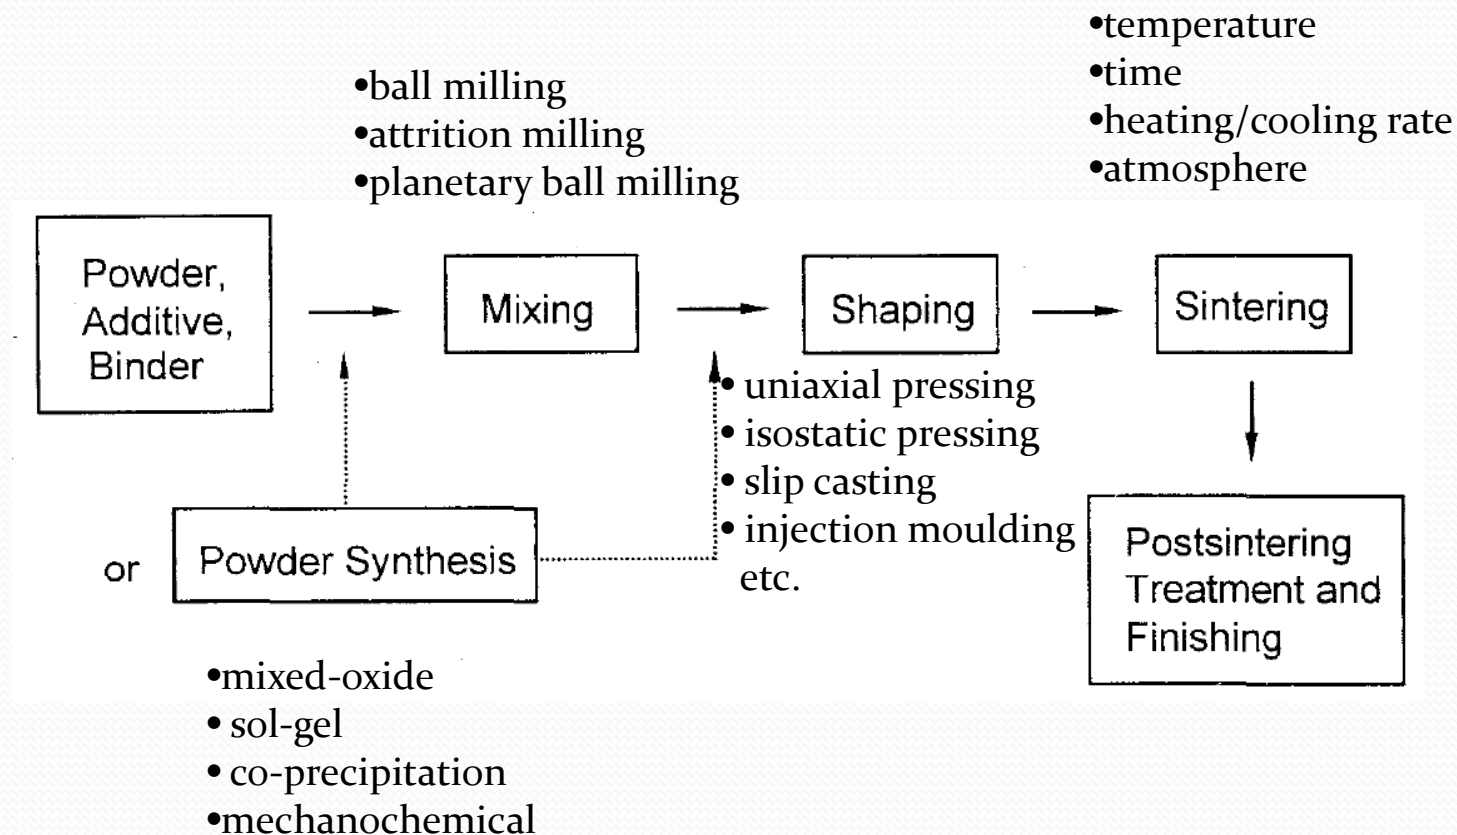 •temperature
•time
•heating/cooling rate
•atmosphere
•ball milling
•attrition milling
•planetary ball milling
Powder,
Additive,
Binder
Mixing
Shaping
Sintering
• uniaxial pressing
• isostatic pressing
• slip casting
• injection moulding
etc.
or
Powder Synthesis
Postsintering
Treatment and
Finishing
•mixed-oxide
• sol-gel
• co-precipitation
•mechanochemical